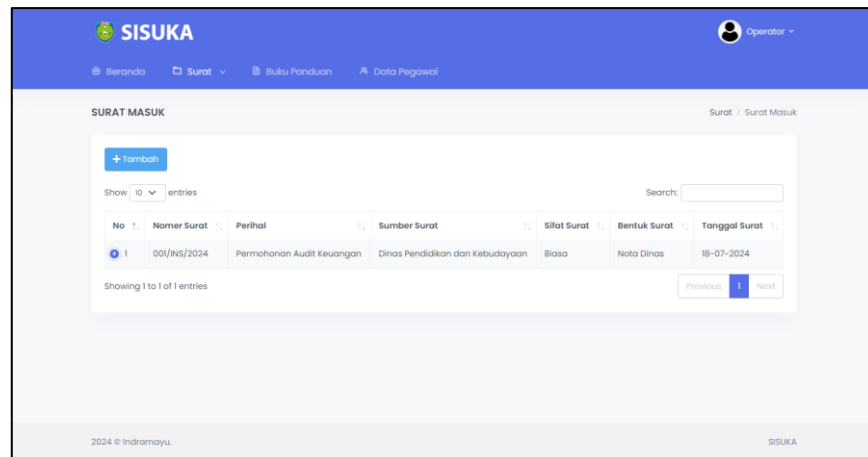 SISUKA
Operator
Beranda Surat Buku Panduan Data Pegawai
SURAT MASUK
Surat / Surat Masuk
+ Tambah
Show 10 entries
Search:
No Nomer Surat Perihal Sumber Surat Sifat Surat Bentuk Surat Tanggal Surat
1 001/INS/2024 Permohonan Audit Keuangan Dinas Pendidikan dan Kebudayaan Biasa Nota Dinas 18-07-2024
Showing 1 to 1 of 1 entries
Previous 1 Next
2024 © Indramayu.
SISUKA